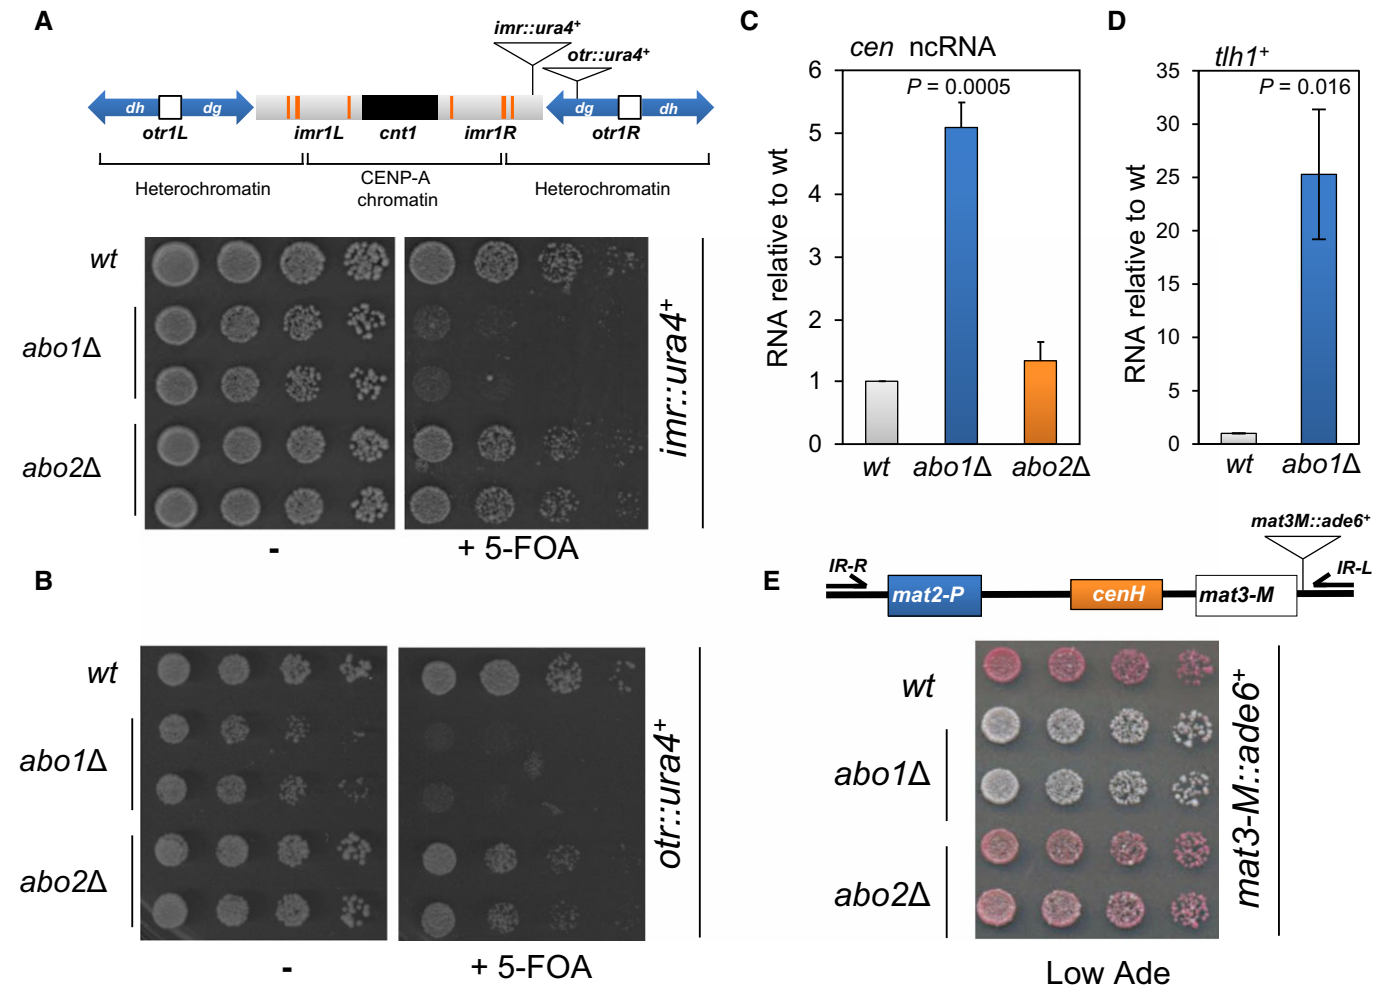 A
imr::ura4+
otr::ura4+
dh dg dg dh
otr1L imr1L cnt1 imr1R otr1R
Heterochromatin CENP-A chromatin Heterochromatin
wt
abo1Δ
abo2Δ
imr::ura4+
- + 5-FOA
B
wt
abo1Δ
abo2Δ
otr::ura4+
- + 5-FOA
C
cen ncRNA
P = 0.0005
RNA relative to wt
6
5
4
3
2
1
0
wt abo1Δ abo2Δ
D
tlh1+
P = 0.016
RNA relative to wt
35
30
25
20
15
10
5
0
wt abo1Δ
E
mat3M::ade6+
IR-R IR-L
mat2-P cenH mat3-M
wt
abo1Δ
abo2Δ
mat3-M::ade6+
Low Ade